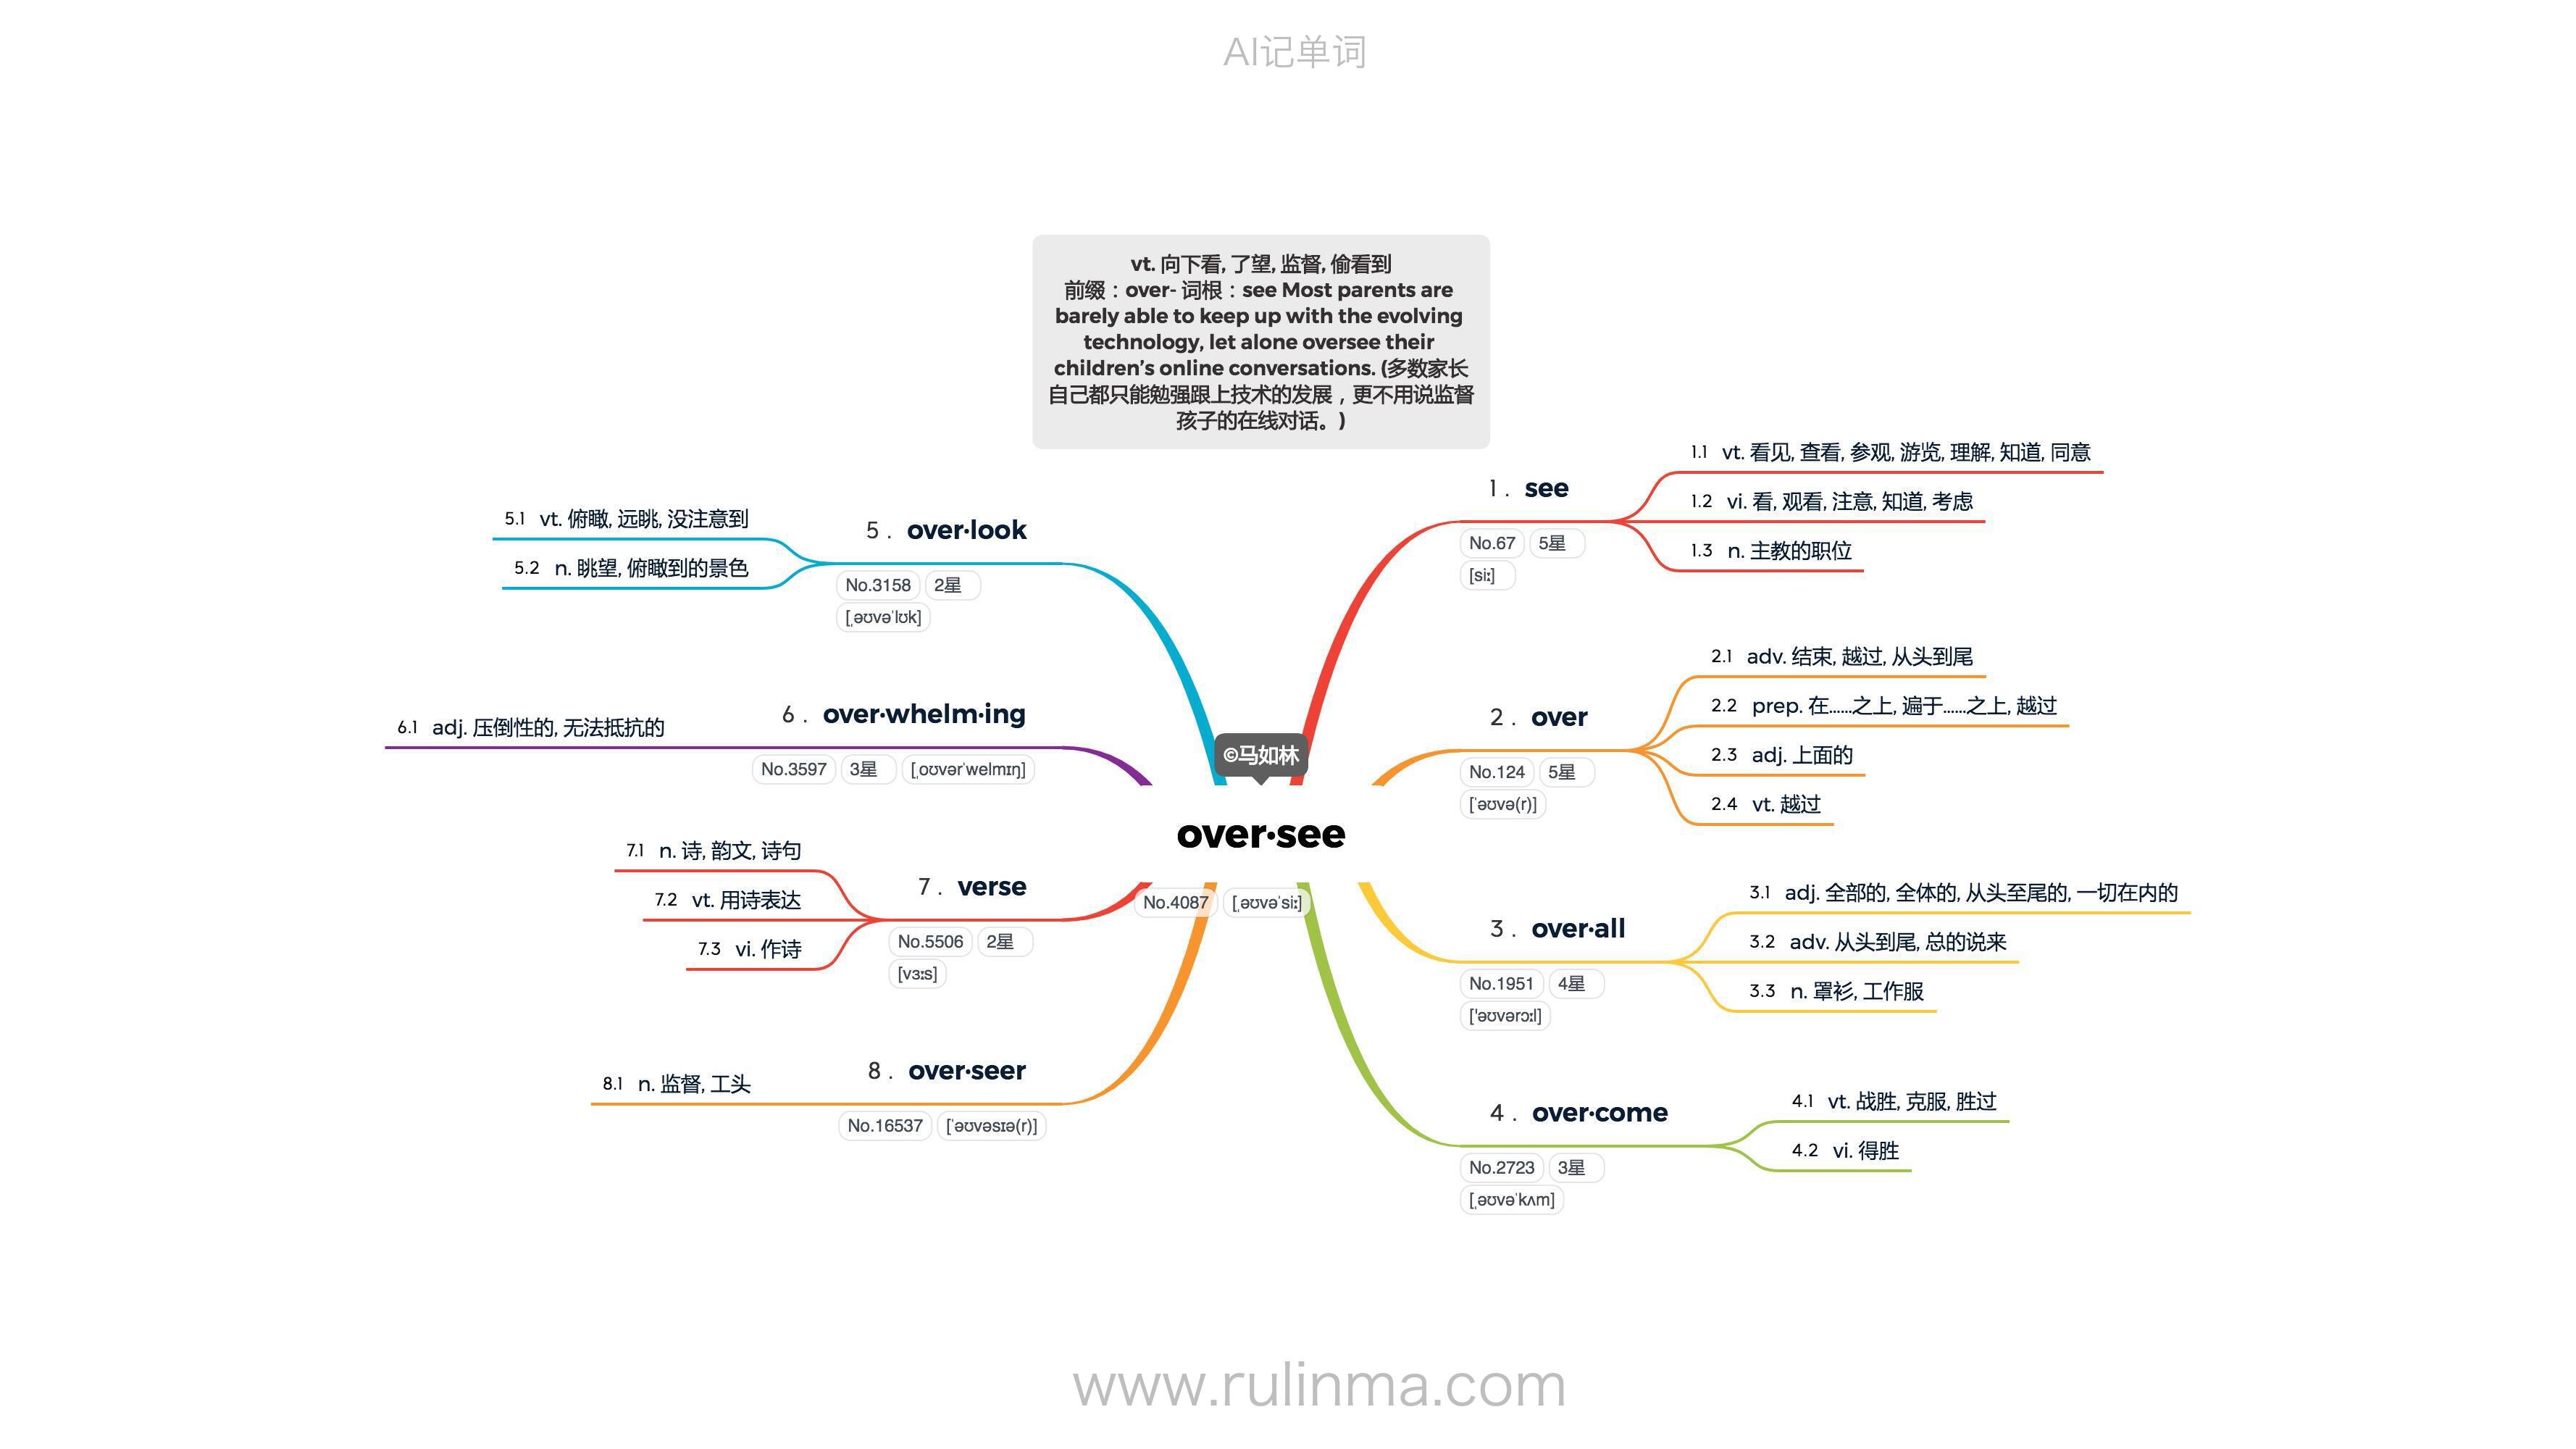 AI记单词
vt. 向下看, 了望, 监督, 偷看到
前缀：over- 词根：see Most parents are
barely able to keep up with the evolving
technology, let alone oversee their
children’s online conversations. (多数家长
自己都只能勉强跟上技术的发展，更不用说监督
孩子的在线对话。)
©马如林
over·see
No.4087 [ˌəʊvəˈsiː]
1． see
No.67 5星
[siː]
1.1 vt. 看见, 查看, 参观, 游览, 理解, 知道, 同意
1.2 vi. 看, 观看, 注意, 知道, 考虑
1.3 n. 主教的职位
2． over
No.124 5星
[ˈəʊvə(r)]
2.1 adv. 结束, 越过, 从头到尾
2.2 prep. 在……之上, 遍于……之上, 越过
2.3 adj. 上面的
2.4 vt. 越过
3． over·all
No.1951 4星
['əʊvərɔːl]
3.1 adj. 全部的, 全体的, 从头至尾的, 一切在内的
3.2 adv. 从头到尾, 总的说来
3.3 n. 罩衫, 工作服
4． over·come
No.2723 3星
[ˌəʊvəˈkʌm]
4.1 vt. 战胜, 克服, 胜过
4.2 vi. 得胜
5． over·look
No.3158 2星
[ˌəʊvəˈlʊk]
5.1 vt. 俯瞰, 远眺, 没注意到
5.2 n. 眺望, 俯瞰到的景色
6． over·whelm·ing
No.3597 3星 [ˌoʊvərˈwelmɪŋ]
6.1 adj. 压倒性的, 无法抵抗的
7． verse
No.5506 2星
[vɜːs]
7.1 n. 诗, 韵文, 诗句
7.2 vt. 用诗表达
7.3 vi. 作诗
8． over·seer
No.16537 [ˈəʊvəsɪə(r)]
8.1 n. 监督, 工头
www.rulinma.com